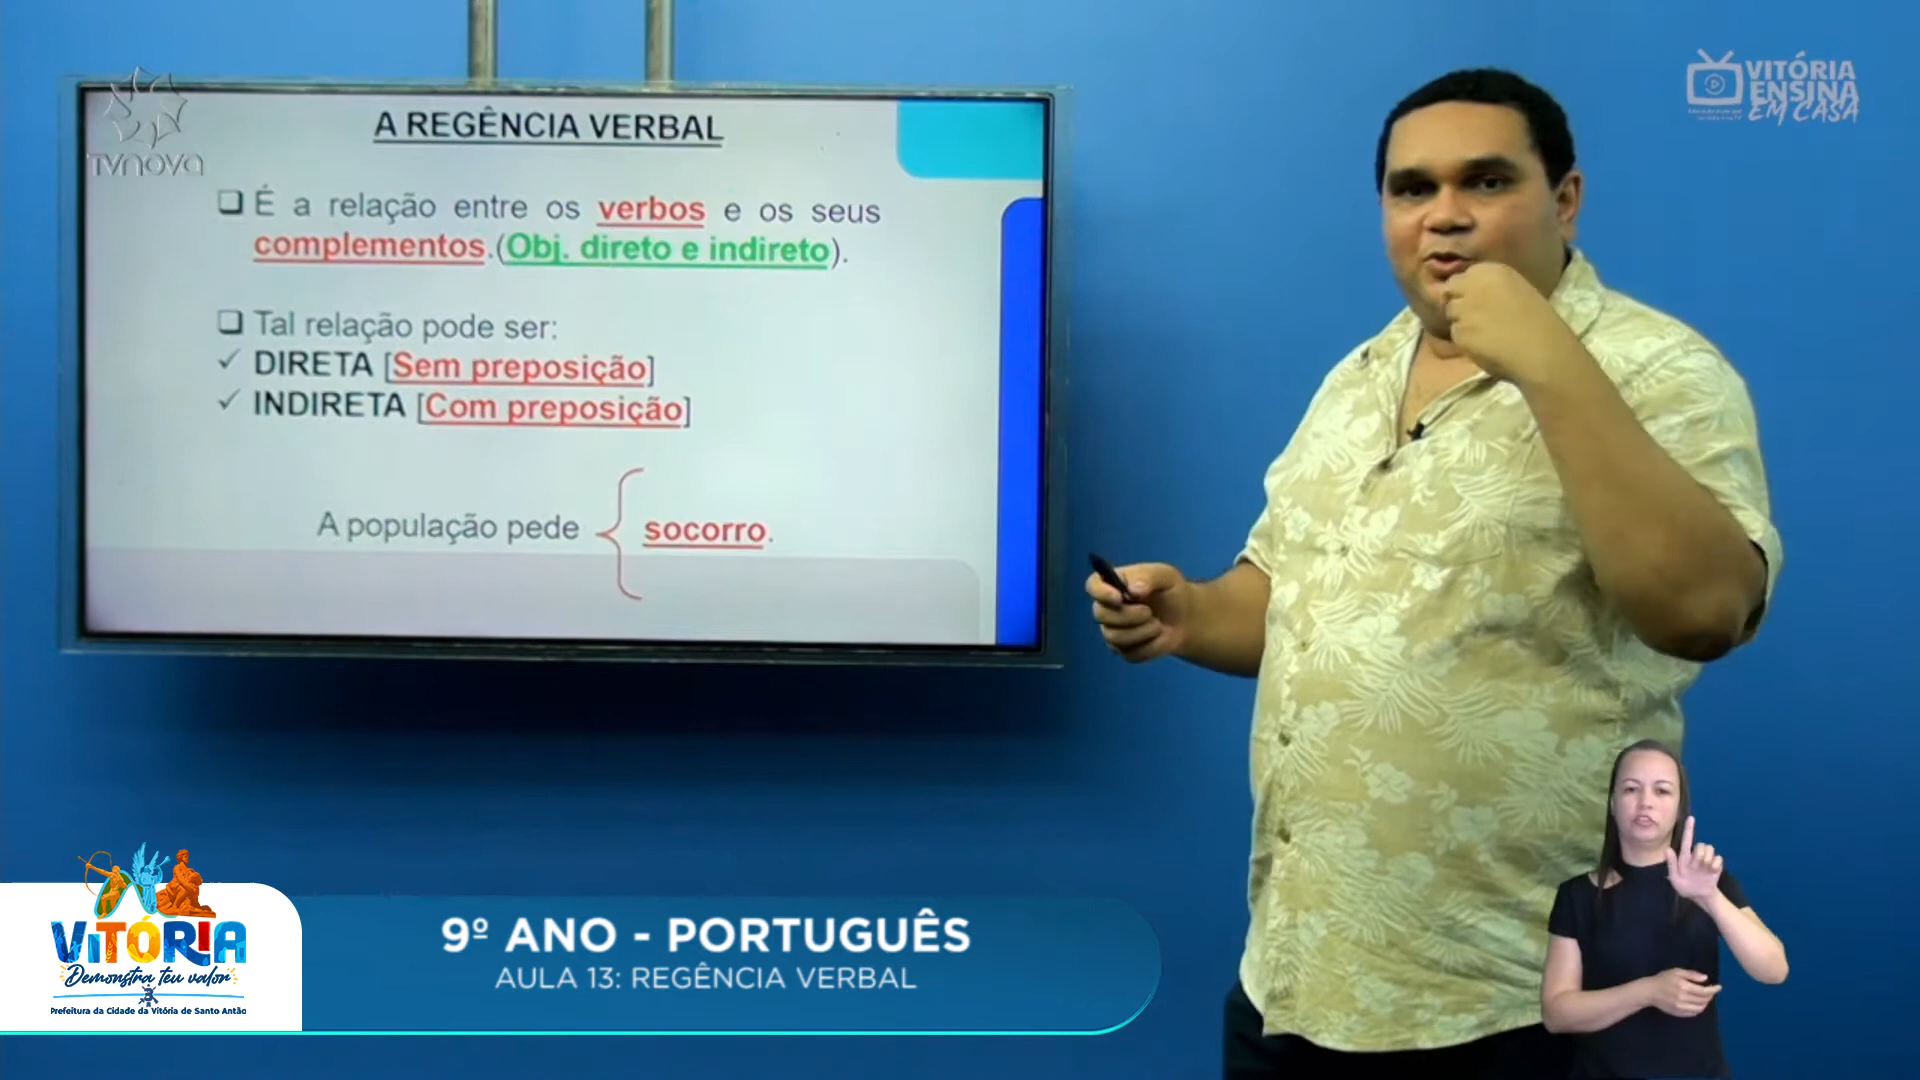 A REGÊNCIA VERBAL
É a relação entre os verbos e os seus
complementos.(Obj. direto e indireto).
Tal relação pode ser:
DIRETA [Sem preposição]
INDIRETA [Com preposição]
A população pede socorro.
TVNOVA
VITÓRIA
ENSINA
EM CASA
VITÓRIA
Demonstra teu valor
Prefeitura da Cidade da Vitória de Santo Antão
9º ANO - PORTUGUÊS
AULA 13: REGÊNCIA VERBAL